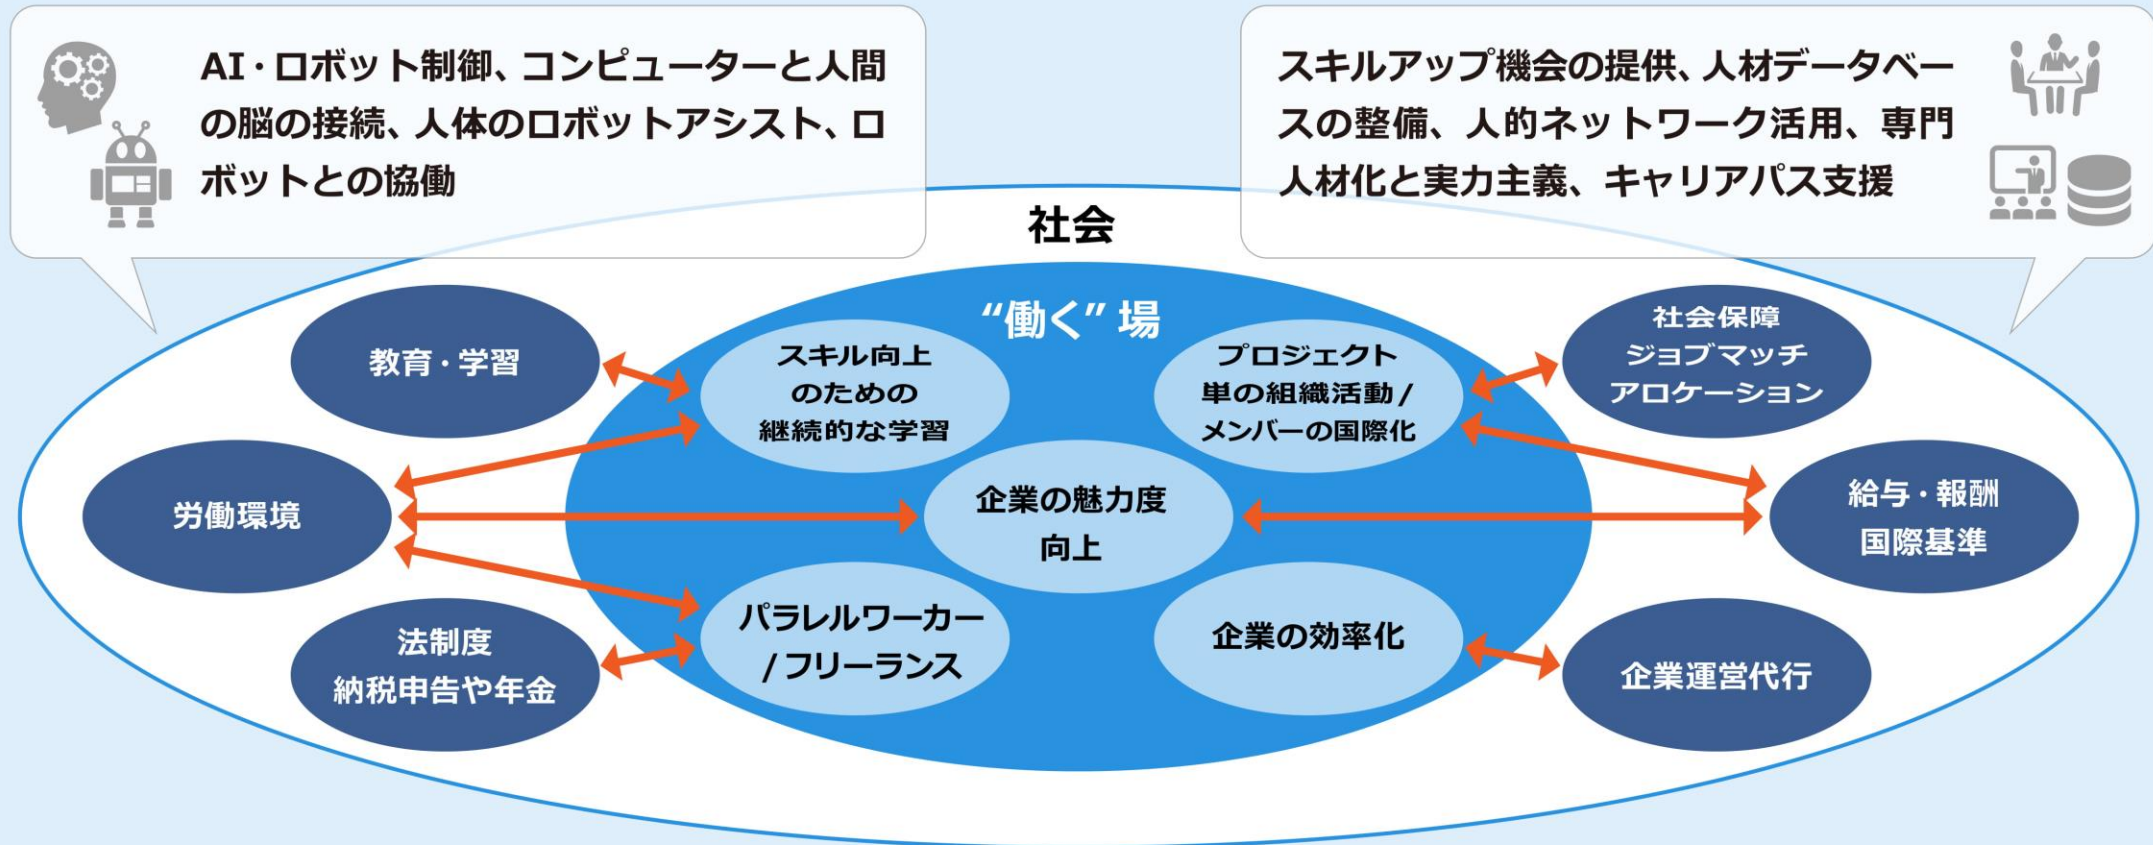 AI・ロボット制御、コンピューターと人間
の脳の接続、人体のロボットアシスト、ロ
ボットとの協働
スキルアップ機会の提供、人材データベー
スの整備、人的ネットワーク活用、専門
人材化と実力主義、キャリアパス支援
社会
“働く” 場
教育・学習
スキル向上
のための
継続的な学習
プロジェクト
単の組織活動/
メンバーの国際化
社会保障
ジョブマッチ
アロケーション
労働環境
企業の魅力度
向上
給与・報酬
国際基準
法制度
納税申告や年金
パラレルワーカー
/フリーランス
企業の効率化
企業運営代行